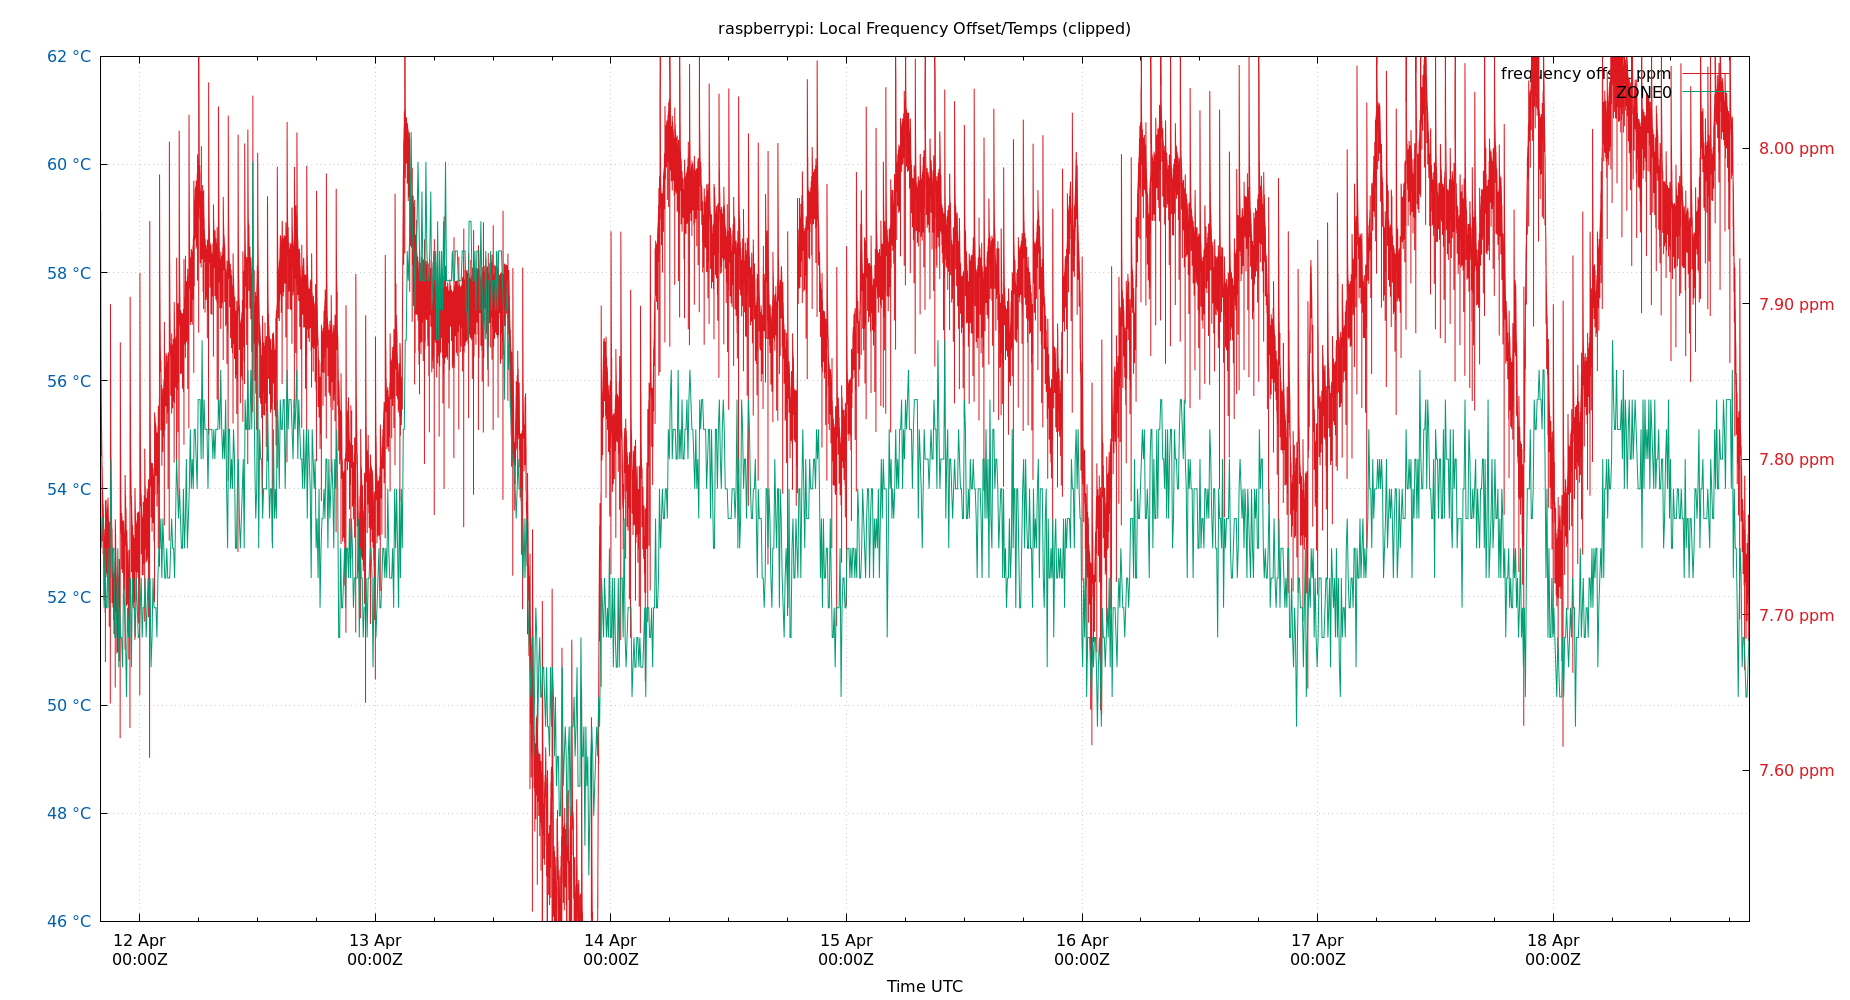 raspberrypi: Local Frequency Offset/Temps (clipped)
62 °C
60 °C
58 °C
56 °C
54 °C
52 °C
50 °C
48 °C
46 °C
frequency offset ppm
ZONE0
8.00 ppm
7.90 ppm
7.80 ppm
7.70 ppm
7.60 ppm
12 Apr
00:00Z
13 Apr
00:00Z
14 Apr
00:00Z
15 Apr
00:00Z
16 Apr
00:00Z
17 Apr
00:00Z
18 Apr
00:00Z
Time UTC